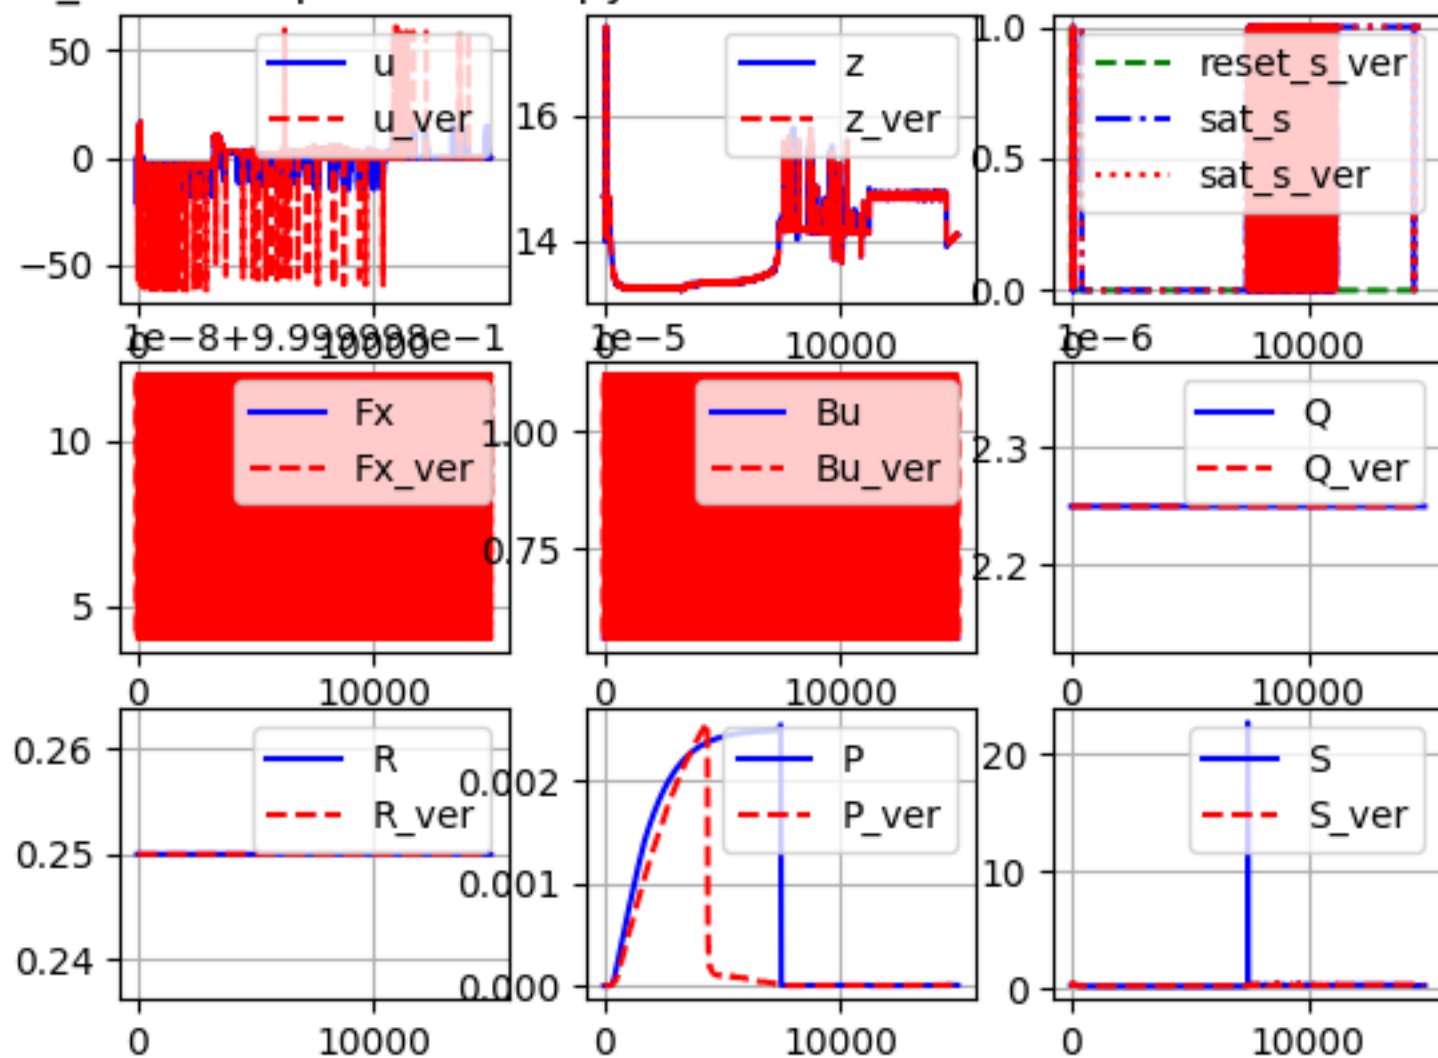 50
0
−50
u
u_ver
0
10000
16
14
z
z_ver
0
10000
1.0
0.5
0.0
reset_s_ver
sat_s
sat_s_ver
0
10000
1e−8+9.999998e−1
10
5
Fx
Fx_ver
0
10000
1e−5
1.00
0.75
Bu
Bu_ver
0
10000
1e−6
2.3
2.2
Q
Q_ver
0
10000
0.26
0.25
0.24
R
R_ver
0
10000
0.002
0.001
0.000
P
P_ver
0
10000
20
10
0
S
S_ver
0
10000